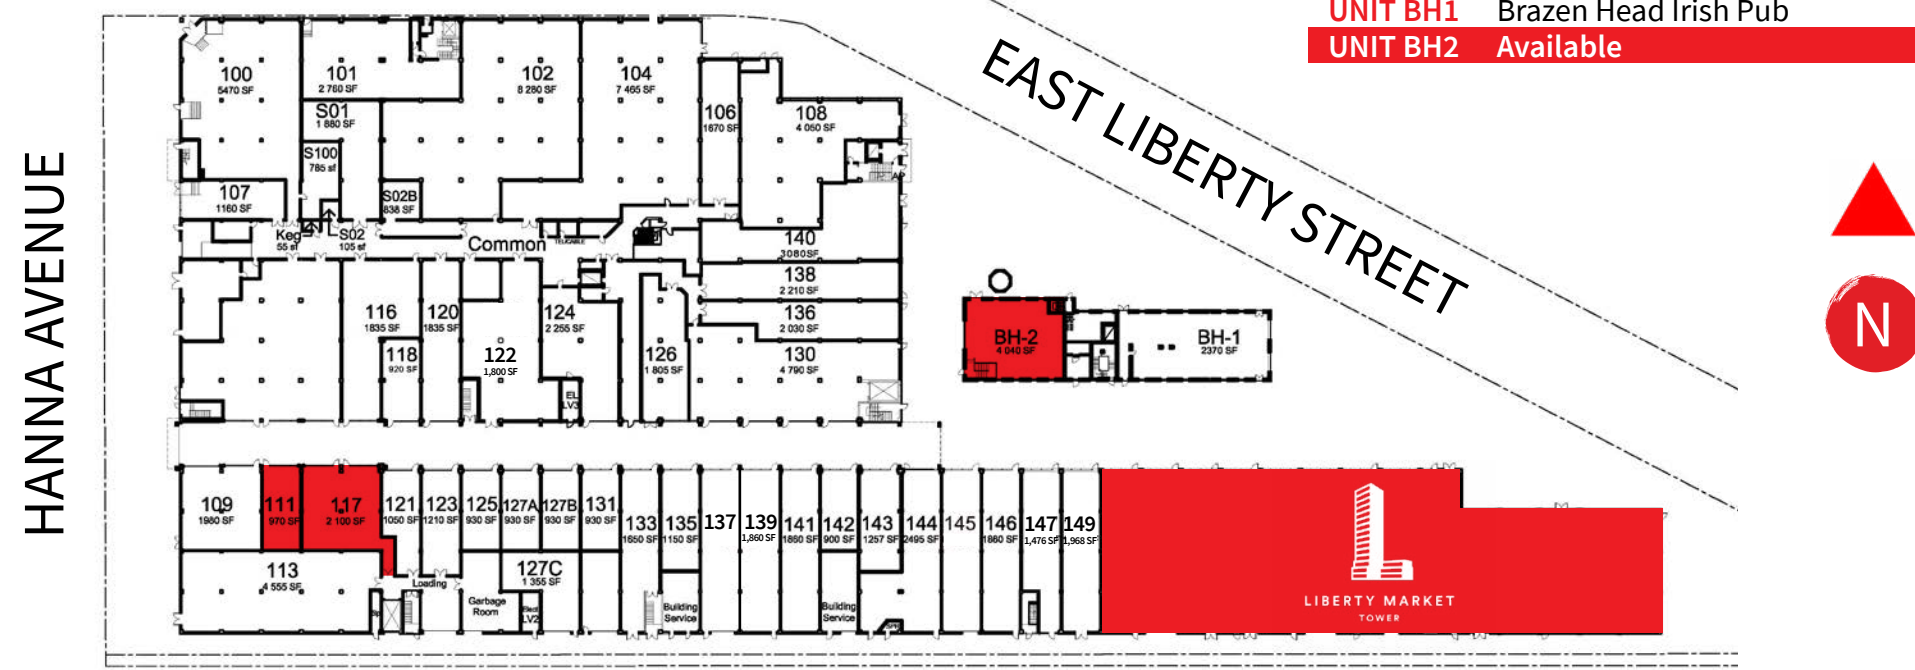 UNIT BH1 Brazen Head Irish Pub
UNIT BH2 Available
HANNA AVENUE
EAST LIBERTY STREET
N
100
5470 SF
101
2 760 SF
102
8 280 SF
104
7 465 SF
106
1670 SF
108
4 050 SF
S01
1 880 SF
S100
785 sf
107
1160 SF
S02B
838 SF
Keg
55 sf
S02
105 sf
Common
TEL/CABLE
140
3 080 SF
138
2 210 SF
136
2 030 SF
130
4 790 SF
116
1835 SF
120
1835 SF
118
920 SF
122
1,800 SF
124
2 255 SF
126
1 805 SF
EL
LV3
BH-2
4 040 SF
BH-1
2370 SF
109
1980 SF
111
970 SF
117
2 100 SF
121
1050 SF
123
1210 SF
125
930 SF
127A
930 SF
127B
930 SF
131
930 SF
133
1650 SF
135
1150 SF
137
139
1,860 SF
141
1860 SF
142
900 SF
143
1257 SF
144
2495 SF
145
146
1860 SF
147
1,476 SF
149
1,968 SF
113
4 555 SF
Loading
127C
1 355 SF
Garbage
Room
Elect
LV2
Building
Service
Building
Service
LIBERTY MARKET
TOWER